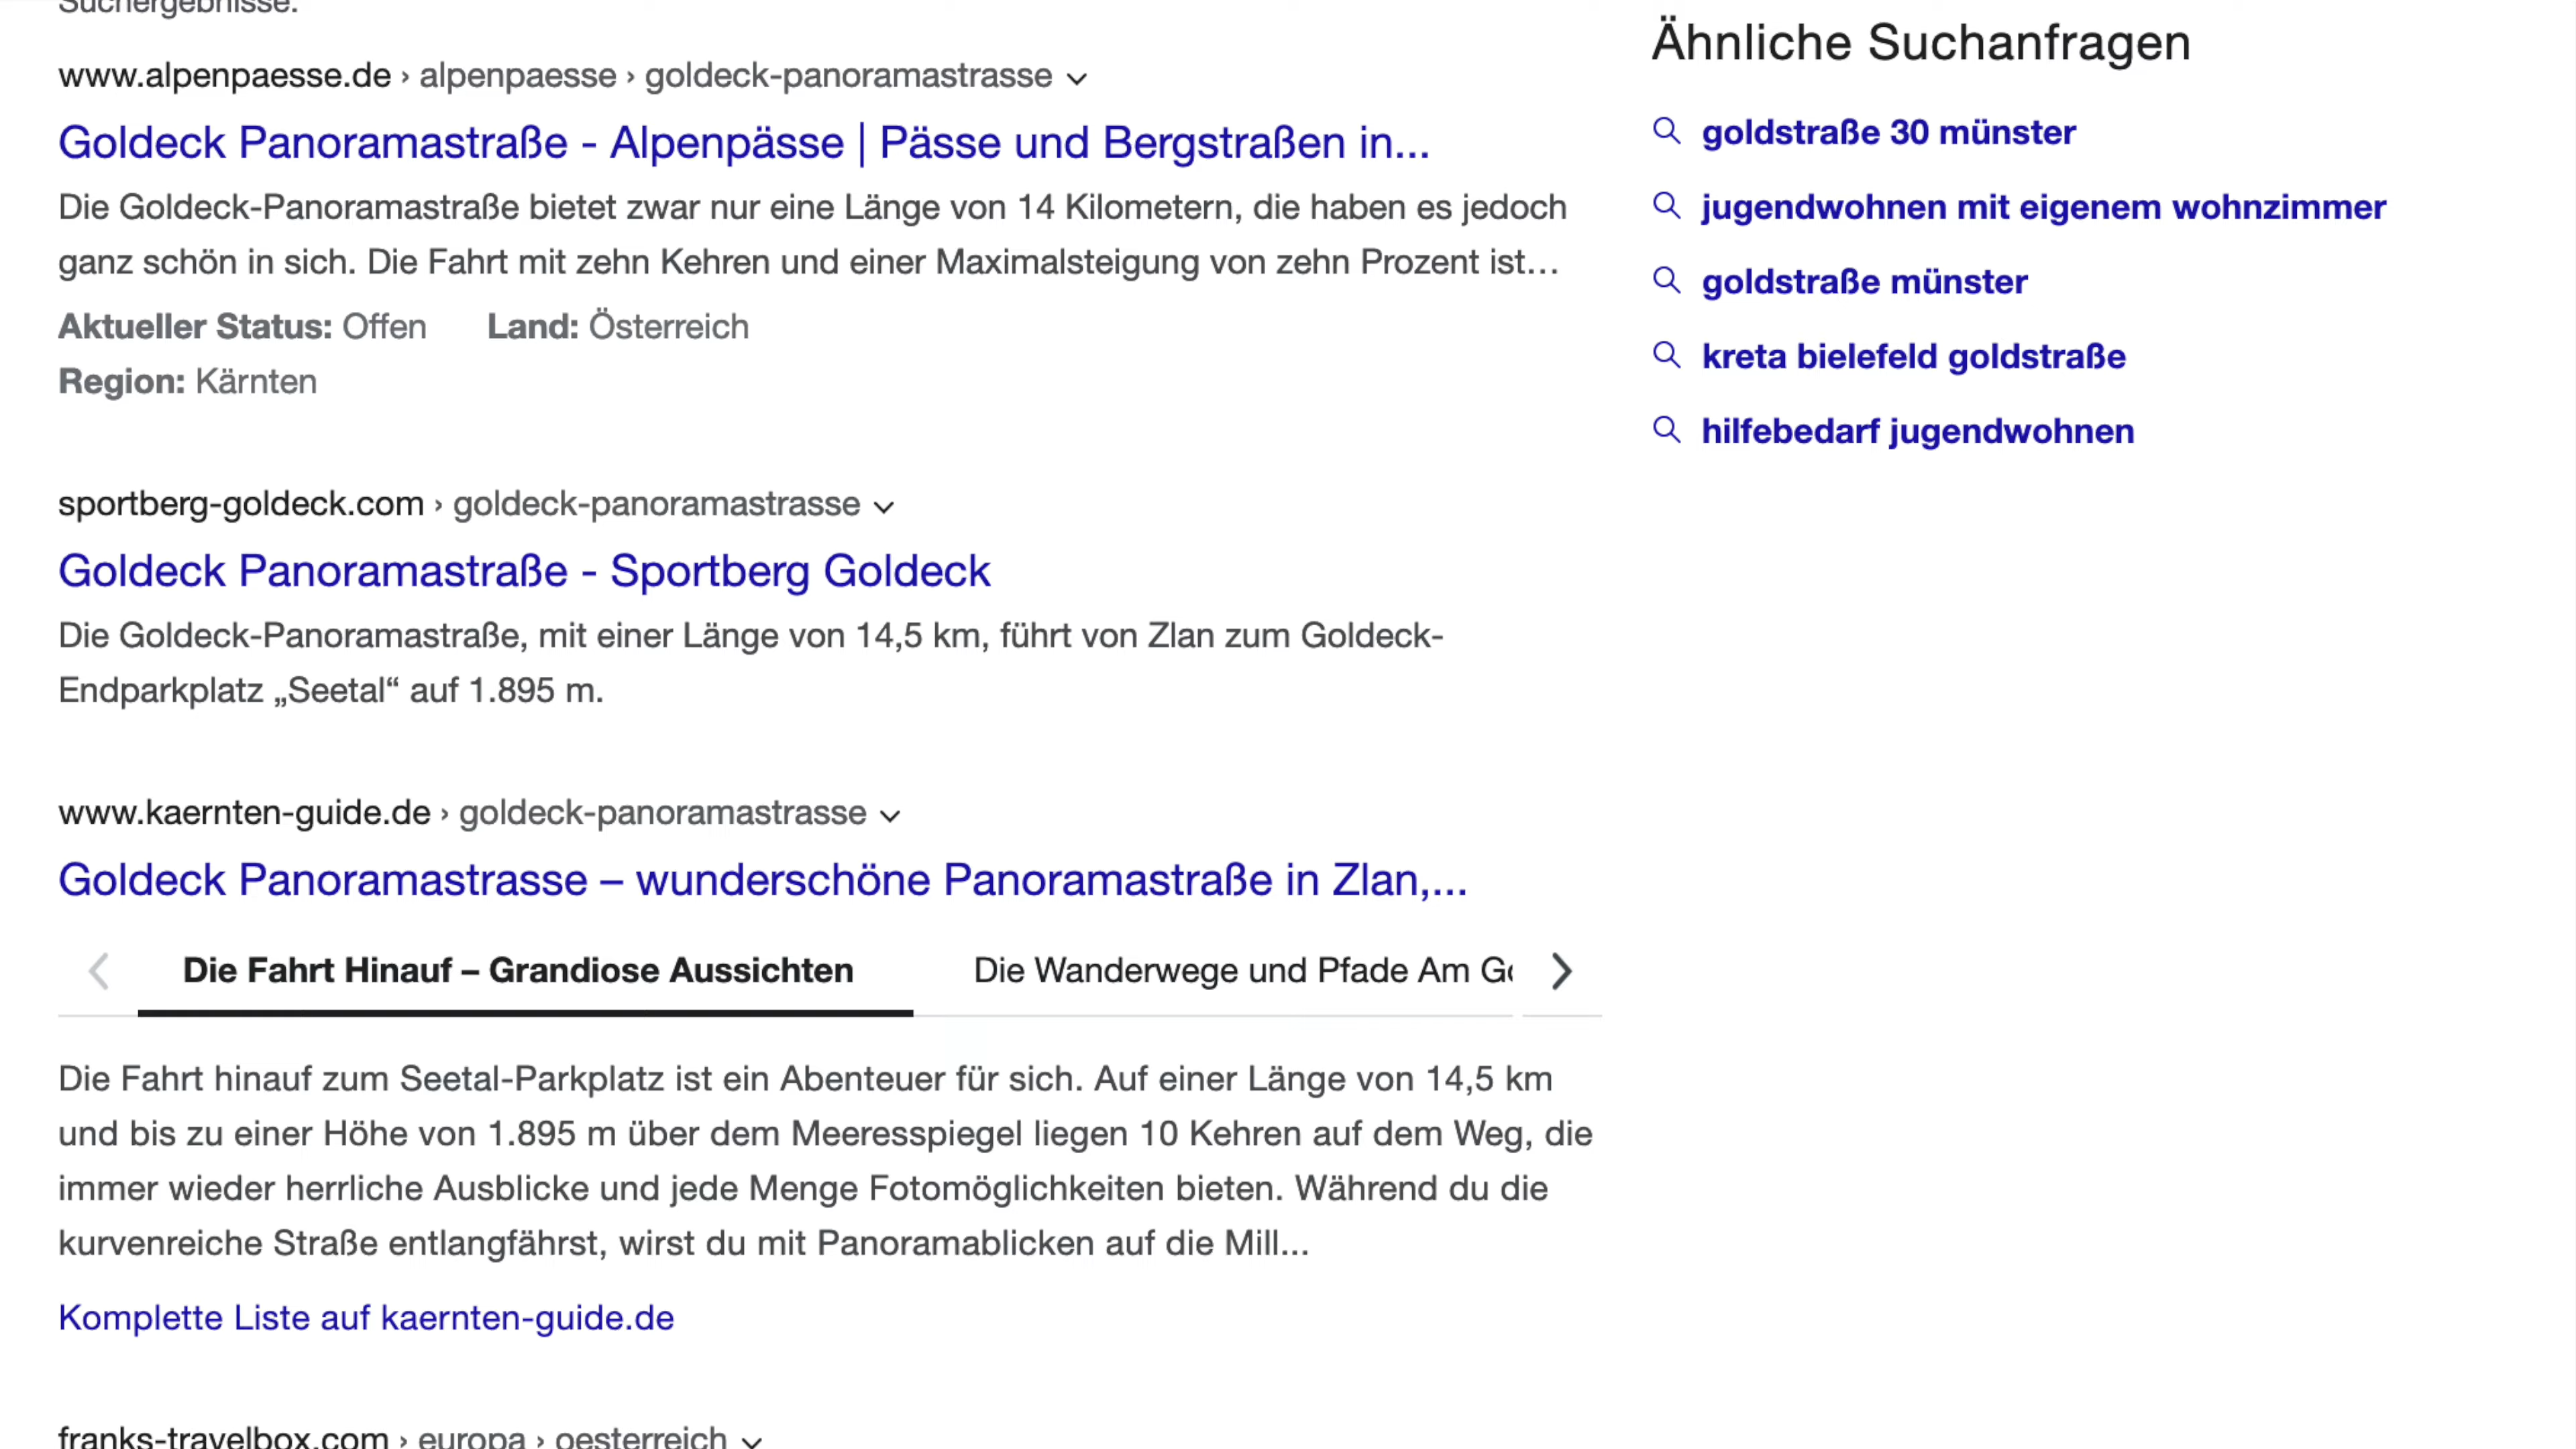 Suchergebnisse.
www.alpenpaesse.de › alpenpaesse › goldeck-panoramastrasse
Goldeck Panoramastraße - Alpenpässe | Pässe und Bergstraßen in...
Die Goldeck-Panoramastraße bietet zwar nur eine Länge von 14 Kilometern, die haben es jedoch
ganz schön in sich. Die Fahrt mit zehn Kehren und einer Maximalsteigung von zehn Prozent ist...
Aktueller Status: Offen Land: Österreich
Region: Kärnten
sportberg-goldeck.com › goldeck-panoramastrasse
Goldeck Panoramastraße - Sportberg Goldeck
Die Goldeck-Panoramastraße, mit einer Länge von 14,5 km, führt von Zlan zum Goldeck-
Endparkplatz „Seetal“ auf 1.895 m.
www.kaernten-guide.de › goldeck-panoramastrasse
Goldeck Panoramastrasse – wunderschöne Panoramastraße in Zlan,...
Die Fahrt Hinauf – Grandiose Aussichten
Die Wanderwege und Pfade Am
Die Fahrt hinauf zum Seetal-Parkplatz ist ein Abenteuer für sich. Auf einer Länge von 14,5 km
und bis zu einer Höhe von 1.895 m über dem Meeresspiegel liegen 10 Kehren auf dem Weg, die
immer wieder herrliche Ausblicke und jede Menge Fotomöglichkeiten bieten. Während du die
kurvenreiche Straße entlangfährst, wirst du mit Panoramablicken auf die Mill...
Komplette Liste auf kaernten-guide.de
franks-travelbox.com › europa › oesterreich
Ähnliche Suchanfragen
goldstraße 30 münster
jugendwohnen mit eigenem wohnzimmer
goldstraße münster
kreta bielefeld goldstraße
hilfebedarf jugendwohnen